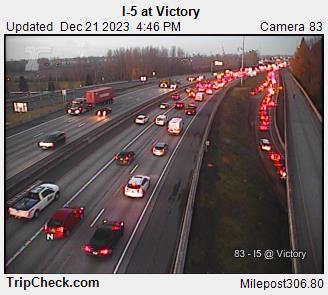 I-5 at Victory
Updated Dec 21 2023 4:46 PM
Camera 83
N
83 - I5 @ Victory
TripCheck.com
Milepost306.80